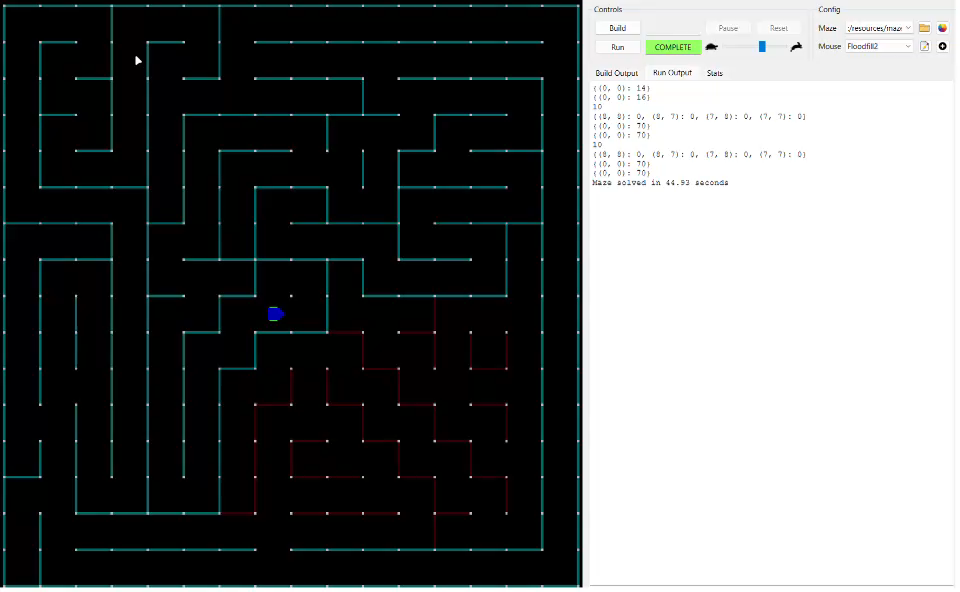 Controls
Config
Build
Pause
Reset
Maze
:/resources/maz
Run
COMPLETE
Mouse
Floodfill2
Build Output
Run Output
Stats
{(0, 0): 14}
{(0, 0): 16}
10
{(8, 8): 0, (8, 7): 0, (7, 8): 0, (7, 7): 0}
{(0, 0): 70}
{(0, 0): 70}
10
{(8, 8): 0, (8, 7): 0, (7, 8): 0, (7, 7): 0}
{(0, 0): 70}
{(0, 0): 70}
Maze solved in 44.93 seconds